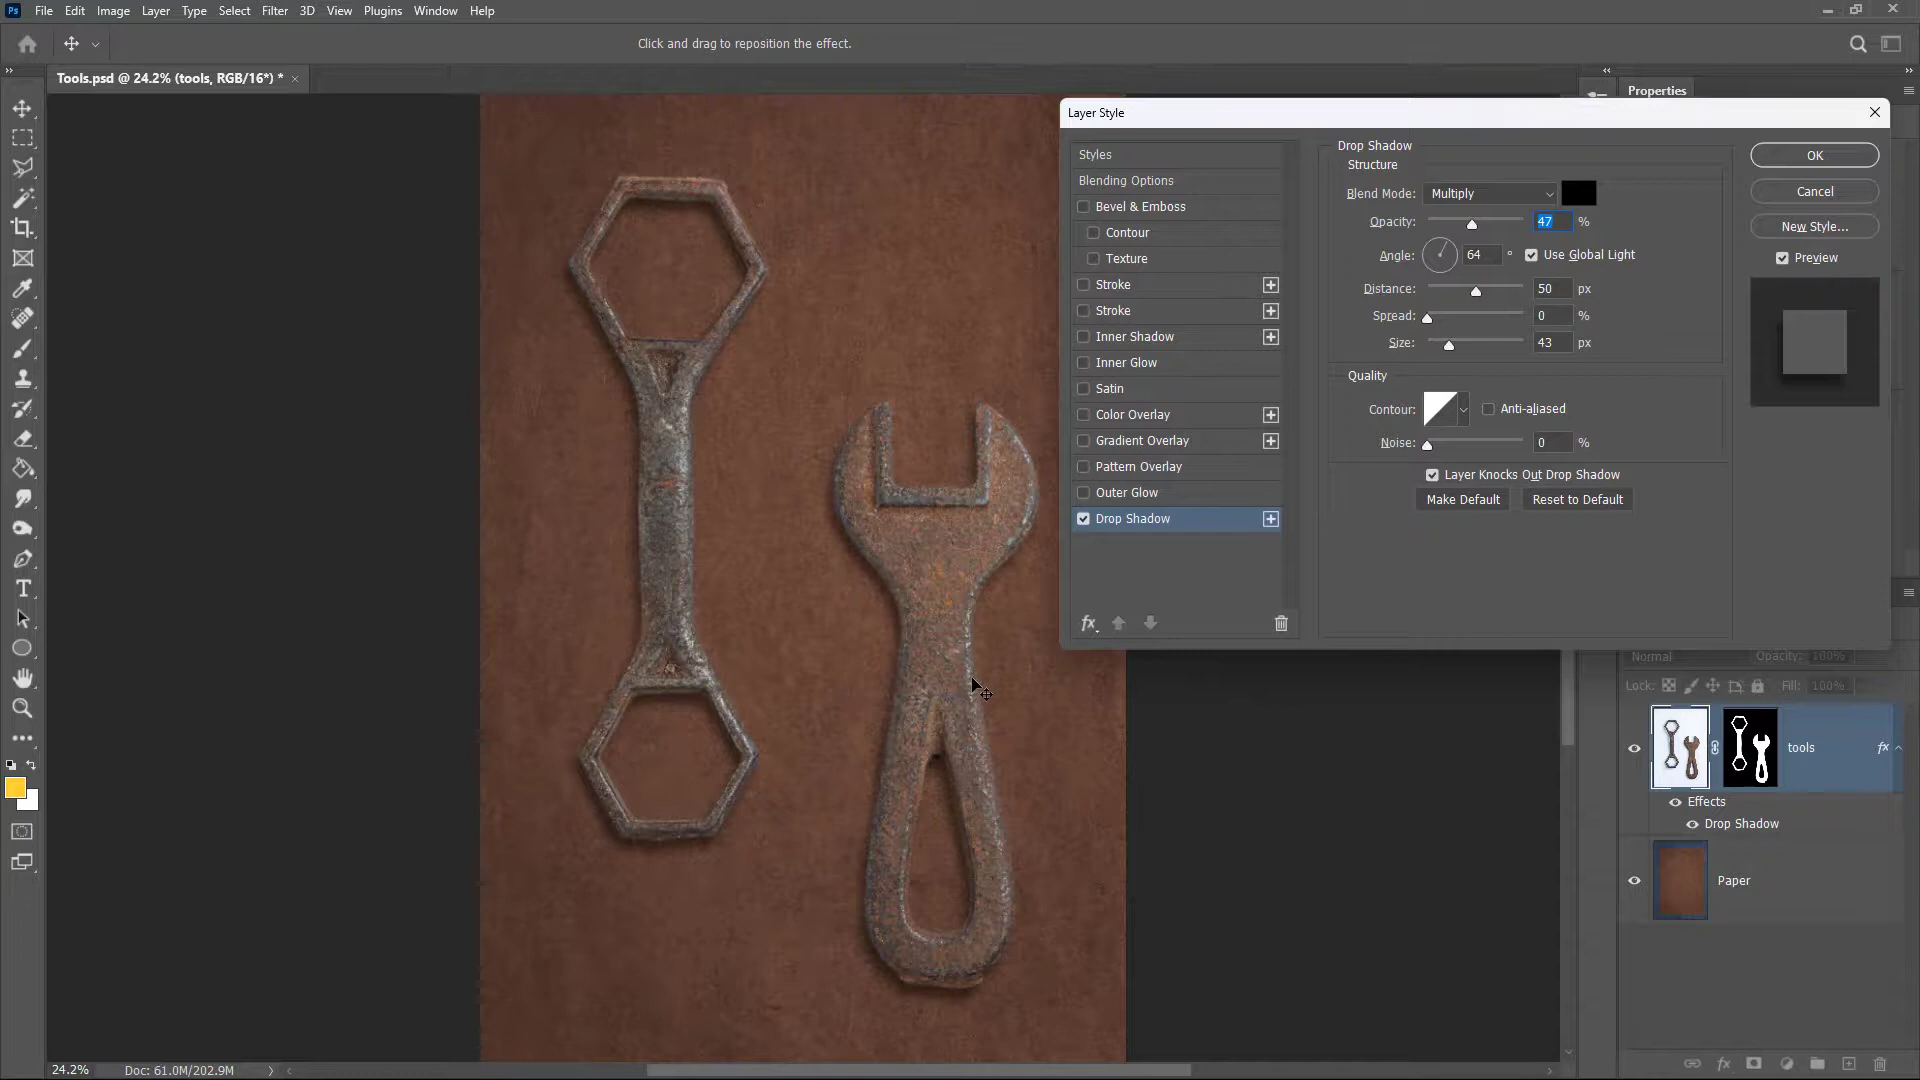 Ps File Edit Image Layer Type Select Filter 3D View Plugins Window Help
Click and drag to reposition the effect.
Tools.psd @ 24.2% (tools, RGB/16*) * ×
Properties
Layer Style
Styles
Blending Options
Bevel & Emboss
Contour
Texture
Stroke
Stroke
Inner Shadow
Inner Glow
Satin
Color Overlay
Gradient Overlay
Pattern Overlay
Outer Glow
Drop Shadow
fx
Drop Shadow
Structure
Blend Mode: Multiply
Opacity: 47 %
Angle: 64 ° Use Global Light
Distance: 50 px
Spread: 0 %
Size: 43 px
Quality
Contour: Anti-aliased
Noise: 0 %
Layer Knocks Out Drop Shadow
Make Default Reset to Default
OK
Cancel
New Style...
Preview
Normal Opacity: 100%
Lock: Fill: 100%
tools fx
Effects
Drop Shadow
Paper
T
24.2% Doc: 61.0M/202.9M
fx